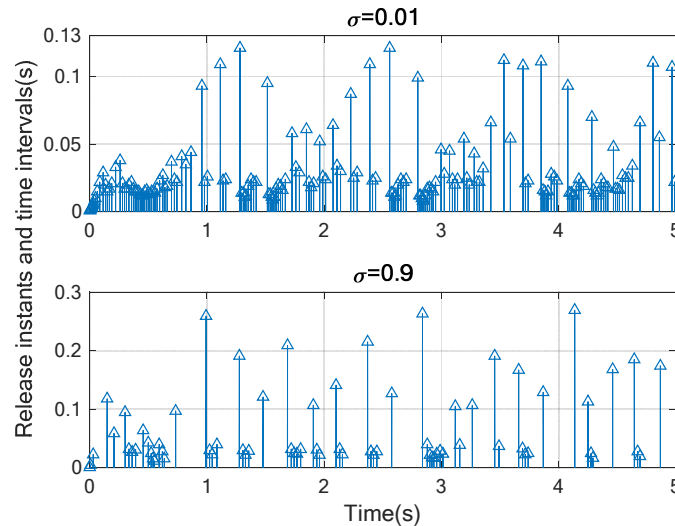 σ=0.01
0.13
0.1
0.05
0
0 1 2 3 4 5
σ=0.9
0.3
0.2
0.1
0
0 1 2 3 4 5
Time(s)
Release instants and time intervals(s)